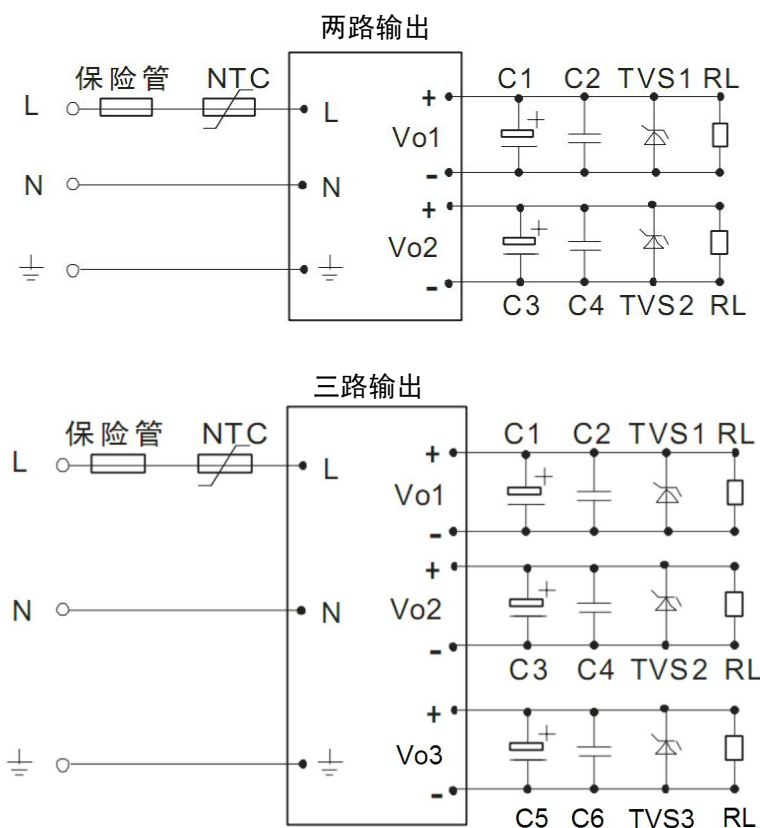 两路输出
保险管 NTC
C1 C2 TVS1 RL
L L
+
+
Vo1
N N
-
+
+
Vo2
-
C3 C4 TVS2 RL
三路输出
保险管 NTC
C1 C2 TVS1 RL
L L
+
+
Vo1
-
+
+
N N
Vo2
-
C3 C4 TVS2 RL
+
+
Vo3
-
C5 C6 TVS3 RL